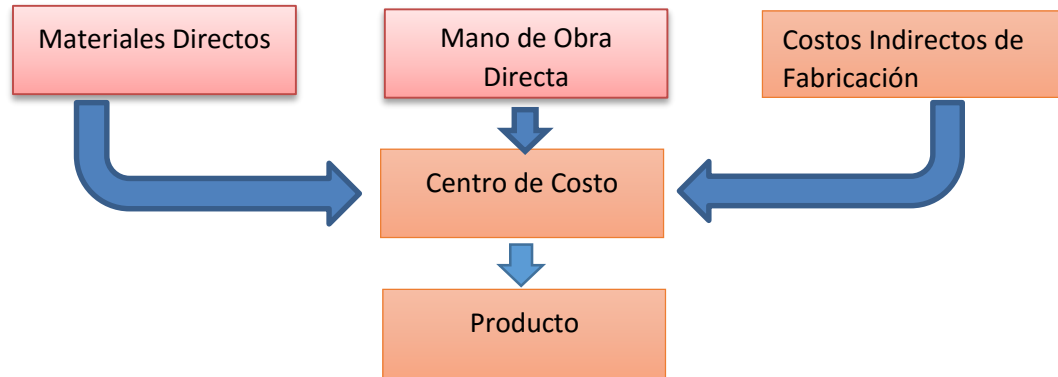 Materiales Directos
Mano de Obra
Directa
Costos Indirectos de
Fabricación
Centro de Costo
Producto